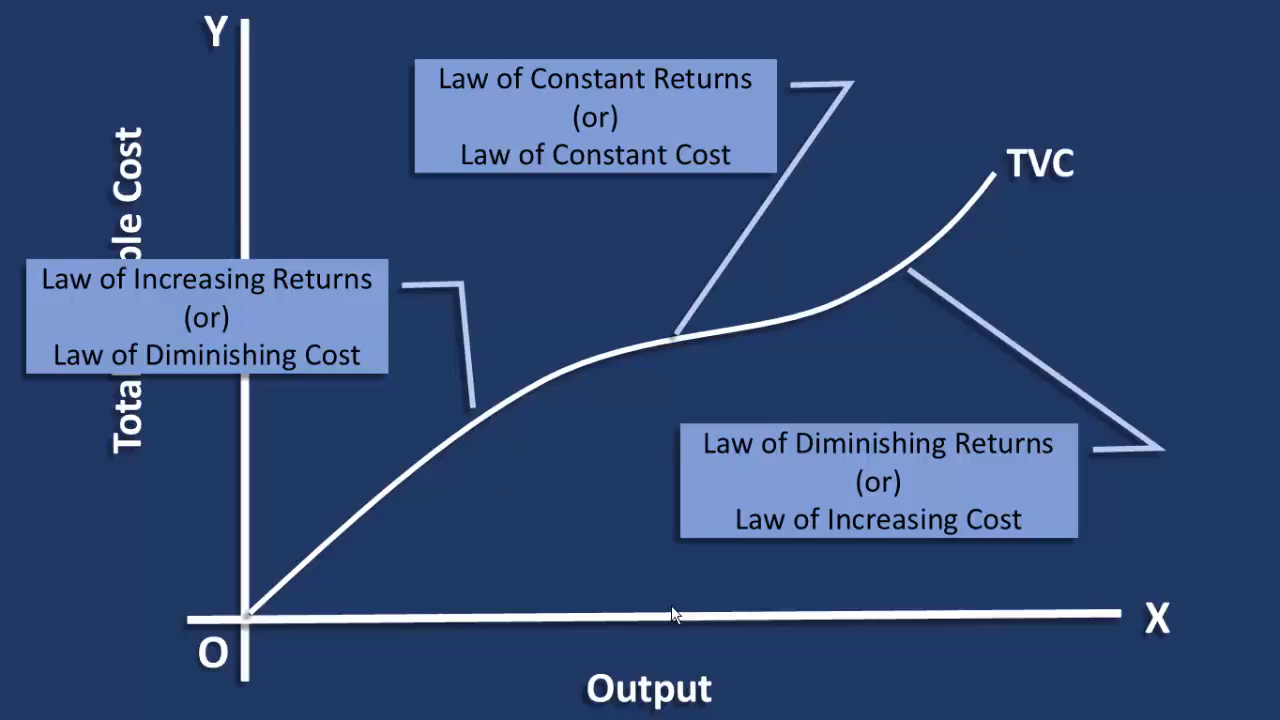 Y
Law of Constant Returns
(or)
Law of Constant Cost
TVC
Law of Increasing Returns
(or)
Law of Diminishing Cost
Cost
Law of Diminishing Returns
(or)
Law of Increasing Cost
X
O
Output